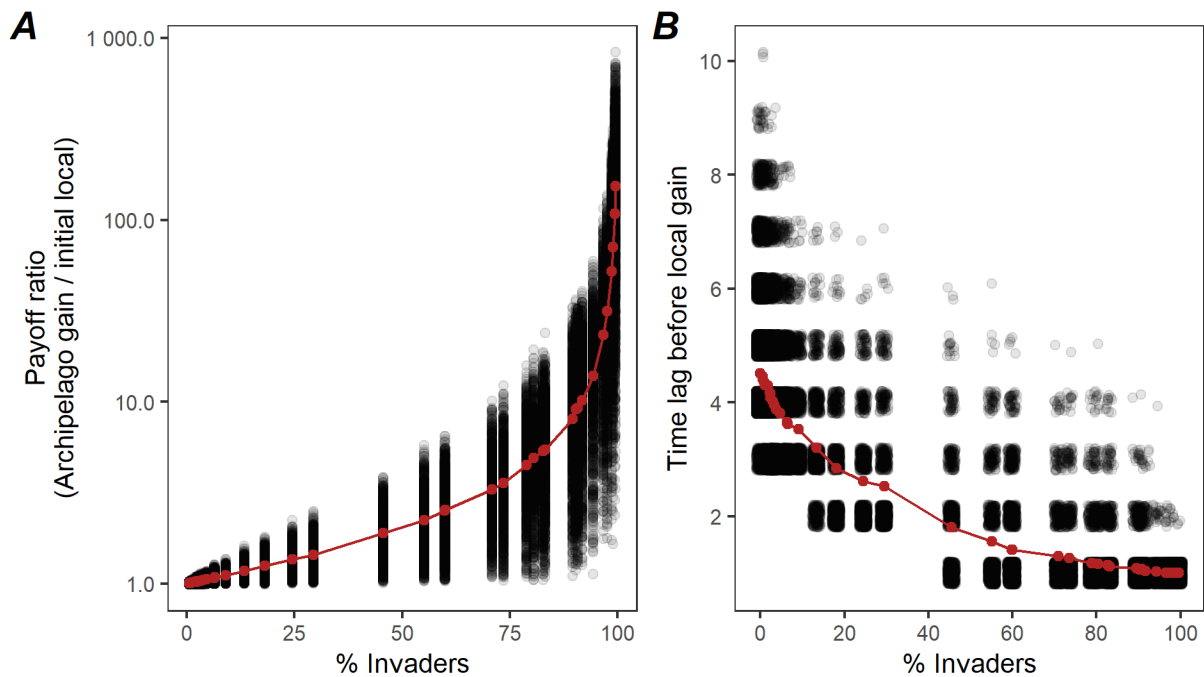 A
1 000.0
100.0
10.0
1.0
Payoff ratio
(Archipelago gain / initial local)
0
25
50
75
100
% Invaders
B
10
8
6
4
2
Time lag before local gain
0
20
40
60
80
100
% Invaders